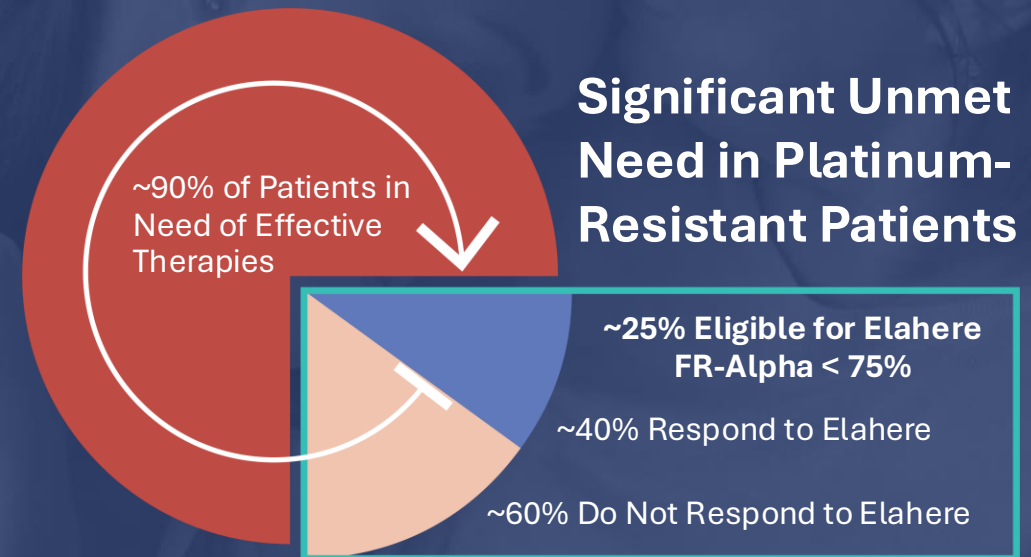 Significant Unmet
Need in Platinum-
Resistant Patients
~90% of Patients in
Need of Effective
Therapies
~25% Eligible for Elahere
FR-Alpha < 75%
~40% Respond to Elahere
~60% Do Not Respond to Elahere